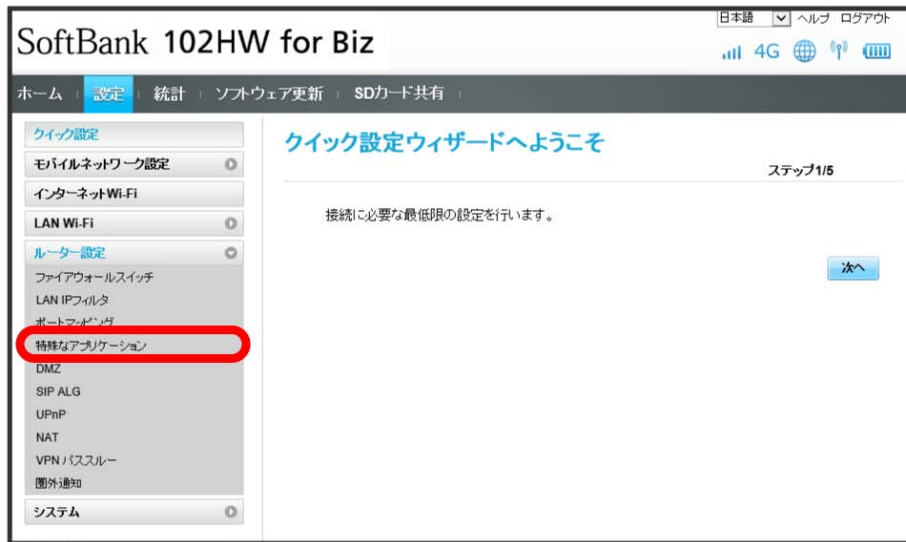 日本語 ヘルプ ログアウト
SoftBank 102HW for Biz
4G
ホーム 設定 統計 ソフトウェア更新 SDカード共有
クイック設定
モバイルネットワーク設定
インターネットWi-Fi
LAN Wi-Fi
ルーター設定
ファイアウォールスイッチ
LAN IPフィルタ
ポートマッピング
特殊なアプリケーション
DMZ
SIP ALG
UPnP
NAT
VPN パススルー
圏外通知
システム
クイック設定ウィザードへようこそ
ステップ1/5
接続に必要な最低限の設定を行います。
次へ